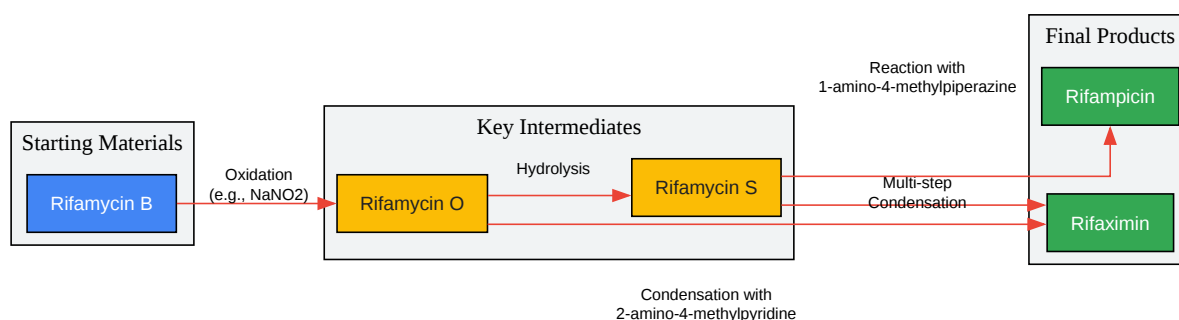 Final Products
Reaction with
1-amino-4-methylpiperazine
Rifampicin
Key Intermediates
Starting Materials
Oxidation
(e.g., NaNO2)
Hydrolysis
Rifamycin B
Rifamycin O
Rifamycin S
Multi-step
Condensation
Rifaximin
Condensation with
2-amino-4-methylpyridine